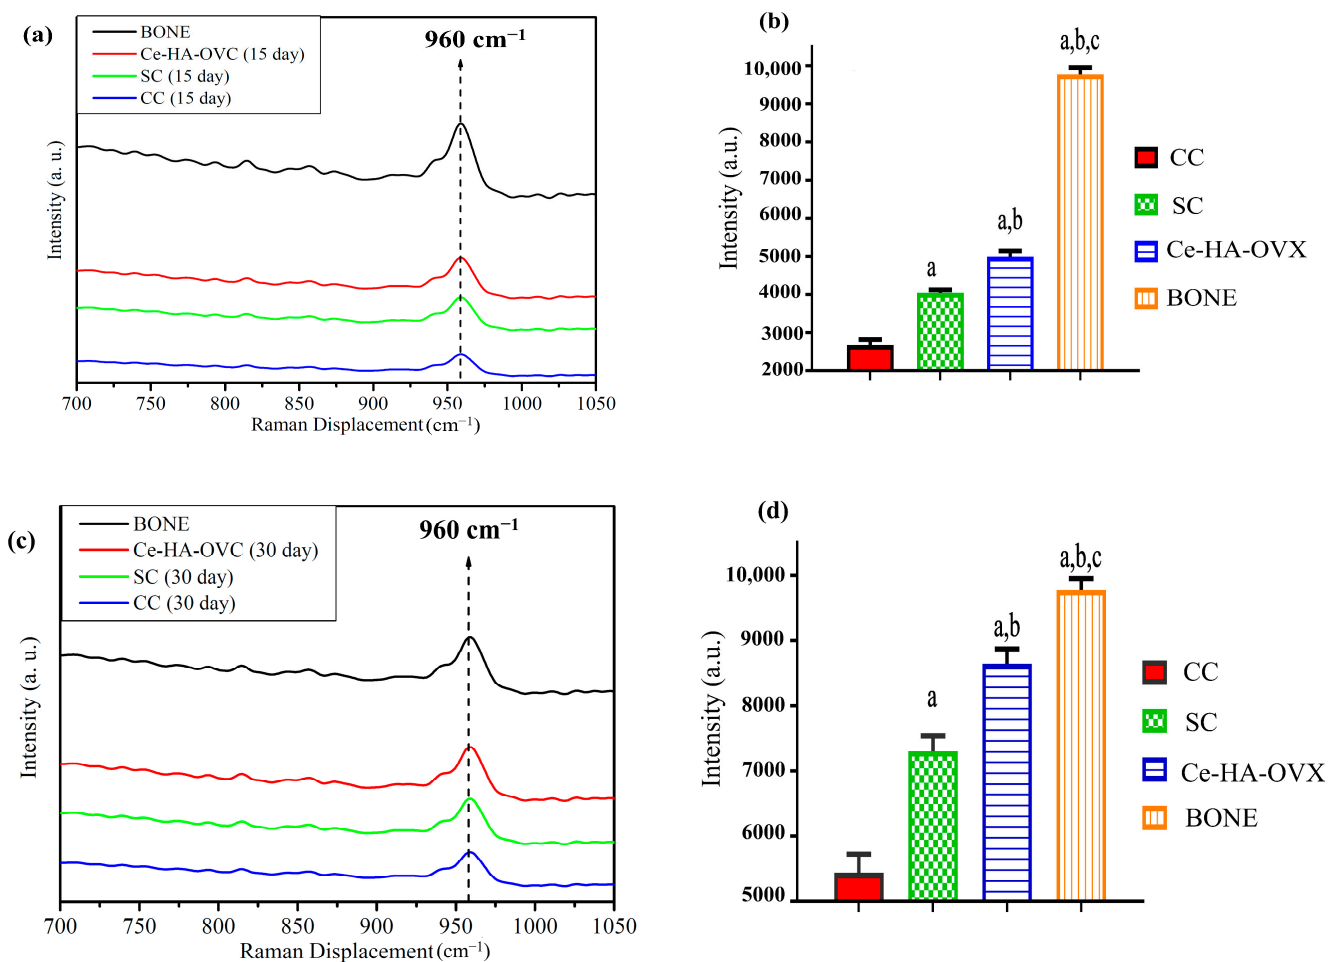 (a)
BONE
Ce-HA-OVC (15 day)
SC (15 day)
CC (15 day)
960 cm⁻¹
Intensity (a. u.)
700 750 800 850 900 950 1000 1050
Raman Displacement (cm⁻¹)
(b)
10,000
9000
8000
7000
6000
5000
4000
3000
2000
Intensity (a.u.)
a
a,b
a,b,c
CC
SC
Ce-HA-OVX
BONE
(c)
BONE
Ce-HA-OVC (30 day)
SC (30 day)
CC (30 day)
960 cm⁻¹
Intensity (a. u.)
700 750 800 850 900 950 1000 1050
Raman Displacement (cm⁻¹)
(d)
10,000
9000
8000
7000
6000
5000
Intensity (a.u.)
a
a,b
a,b,c
CC
SC
Ce-HA-OVX
BONE